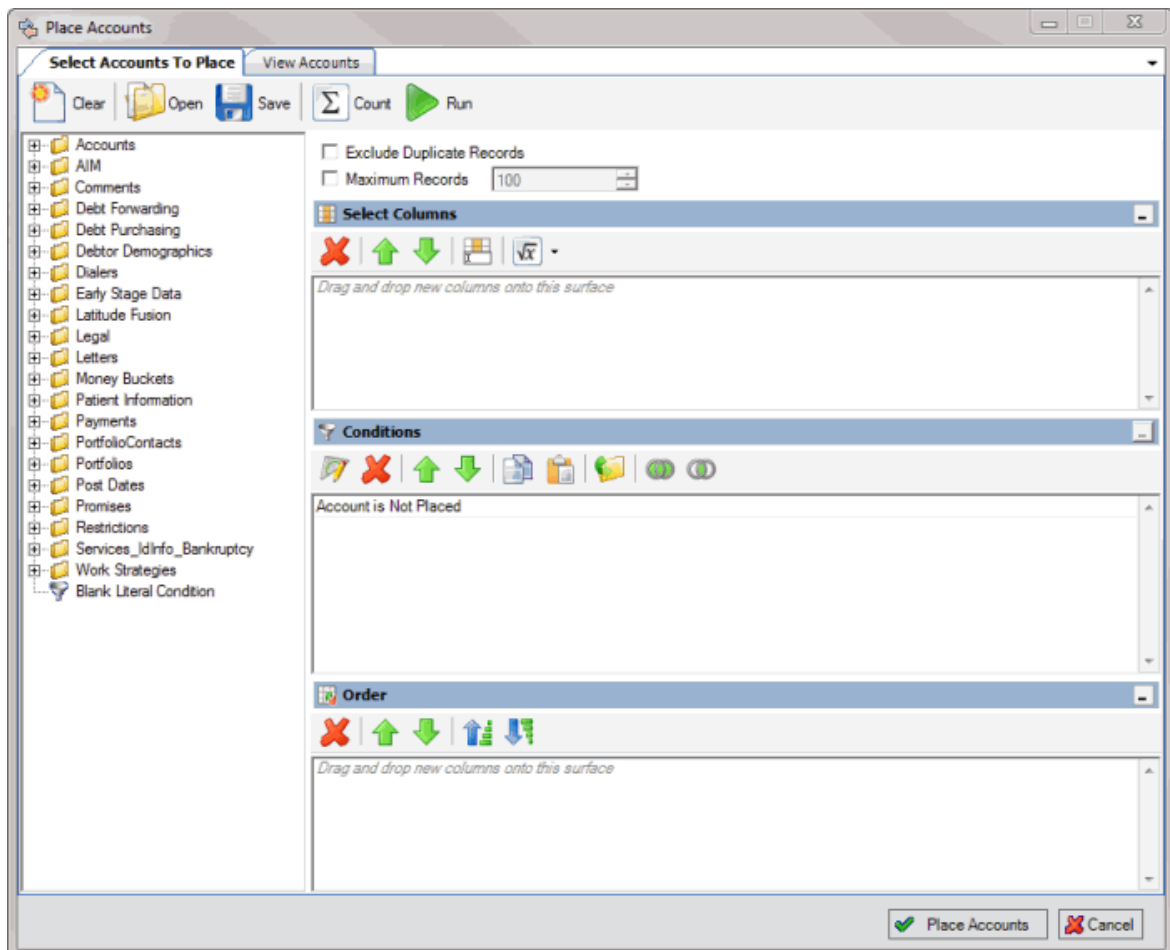 Place Accounts
Select Accounts To Place View Accounts
Clear Open Save Count Run
Accounts
AIM
Comments
Debt Forwarding
Debt Purchasing
Debtor Demographics
Dialers
Early Stage Data
Latitude Fusion
Legal
Letters
Money Buckets
Patient Information
Payments
PortfolioContacts
Portfolios
Post Dates
Promises
Restrictions
Services_IdInfo_Bankruptcy
Work Strategies
Blank Literal Condition
Exclude Duplicate Records
Maximum Records 100
Select Columns
Drag and drop new columns onto this surface
Conditions
Account is Not Placed
Order
Drag and drop new columns onto this surface
Place Accounts Cancel